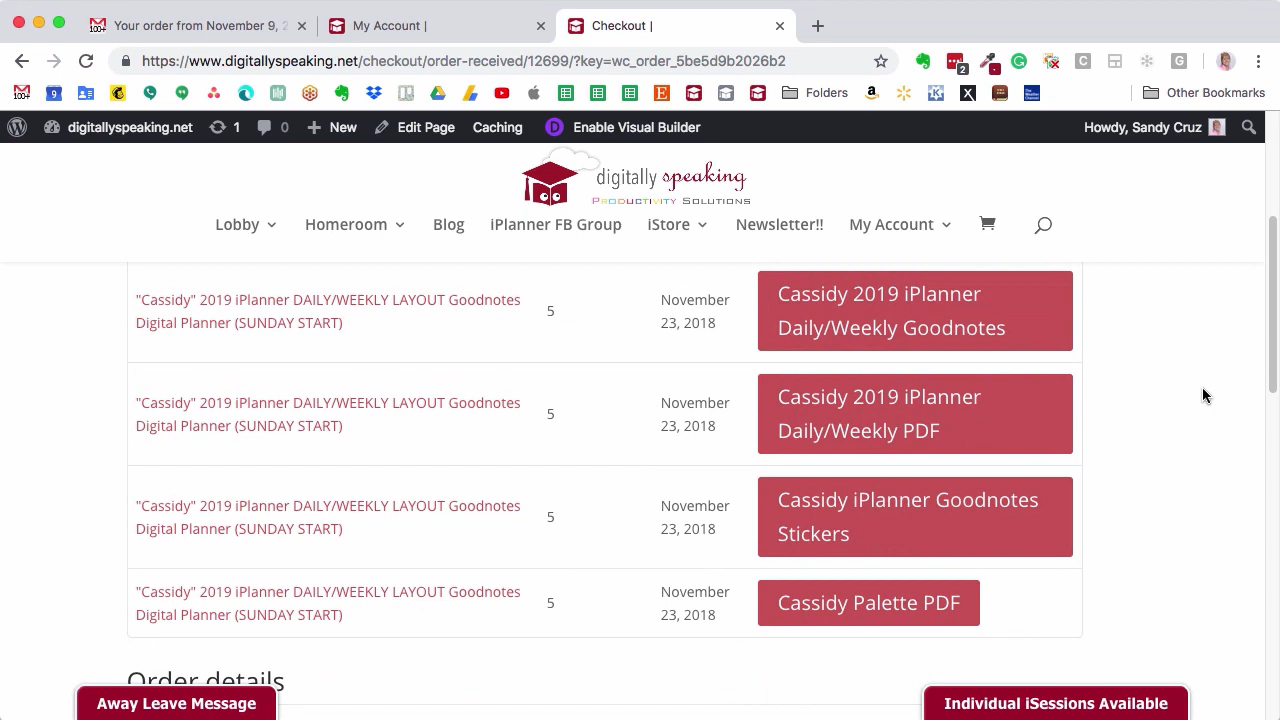 100+
Your order from November 9, 2
My Account |
Checkout |
https://www.digitallyspeaking.net/checkout/order-received/12699/?key=wc_order_5be5d9b2026b2
2
C
G
100+
Folders
Other Bookmarks
digitallyspeaking.net
1
0
New
Edit Page
Caching
D
Enable Visual Builder
Howdy, Sandy Cruz
digitally speaking
PRODUCTIVITY SOLUTIONS
Lobby
Homeroom
Blog
iPlanner FB Group
iStore
Newsletter!!
My Account
"Cassidy" 2019 iPlanner DAILY/WEEKLY LAYOUT Goodnotes
Digital Planner (SUNDAY START)
5
November
23, 2018
Cassidy 2019 iPlanner
Daily/Weekly Goodnotes
"Cassidy" 2019 iPlanner DAILY/WEEKLY LAYOUT Goodnotes
Digital Planner (SUNDAY START)
5
November
23, 2018
Cassidy 2019 iPlanner
Daily/Weekly PDF
"Cassidy" 2019 iPlanner DAILY/WEEKLY LAYOUT Goodnotes
Digital Planner (SUNDAY START)
5
November
23, 2018
Cassidy iPlanner Goodnotes
Stickers
"Cassidy" 2019 iPlanner DAILY/WEEKLY LAYOUT Goodnotes
Digital Planner (SUNDAY START)
5
November
23, 2018
Cassidy Palette PDF
Order details
Away Leave Message
Individual iSessions Available